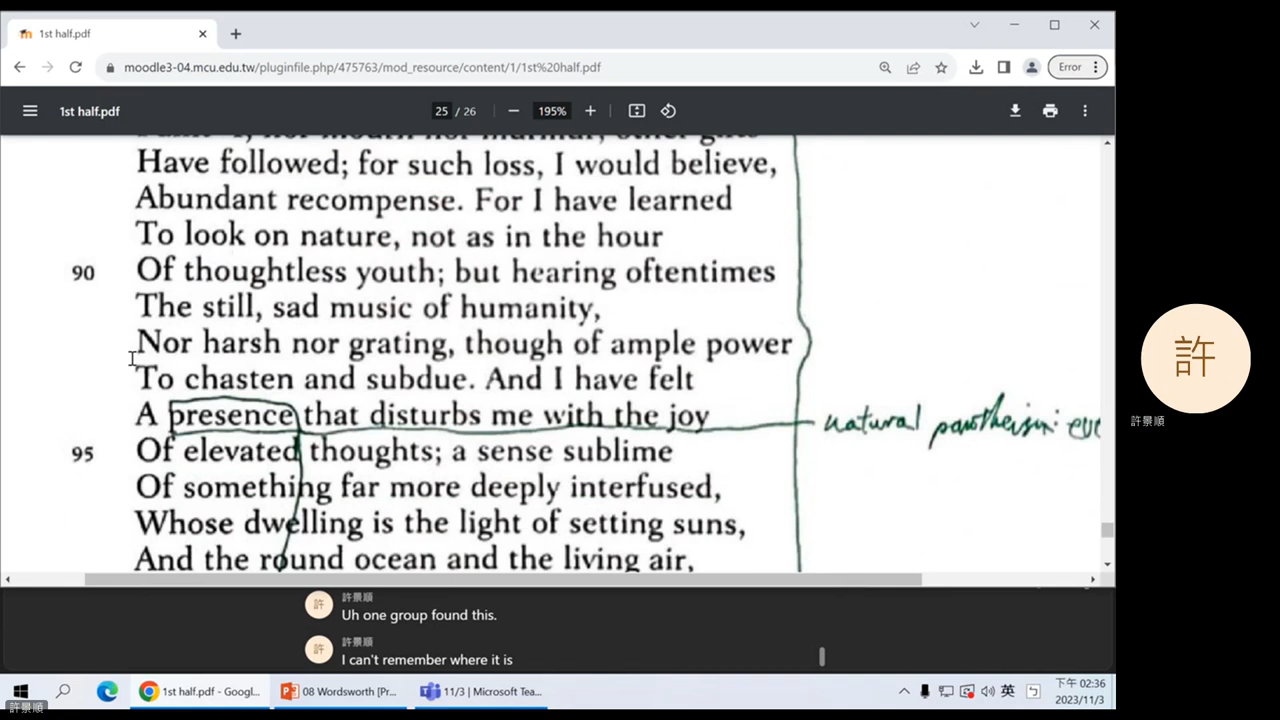 1st half.pdf
moodle3-04.mcu.edu.tw/pluginfile.php/475763/mod_resource/content/1/1st%20half.pdf
Error
1st half.pdf
25 / 26
195%
Have followed; for such loss, I would believe,
Abundant recompense. For I have learned
To look on nature, not as in the hour
90 Of thoughtless youth; but hearing oftentimes
The still, sad music of humanity,
Nor harsh nor grating, though of ample power
To chasten and subdue. And I have felt
A presence that disturbs me with the joy
natural pantheism:
95 Of elevated thoughts; a sense sublime
Of something far more deeply interfused,
Whose dwelling is the light of setting suns,
And the round ocean and the living air,
許
許景順
許
許景順
Uh one group found this.
許
許景順
I can't remember where it is
1st half.pdf - Googl...
08 Wordsworth [Pr...
11/3 | Microsoft Tea...
英
下午 02:36
2023/11/3
許景順